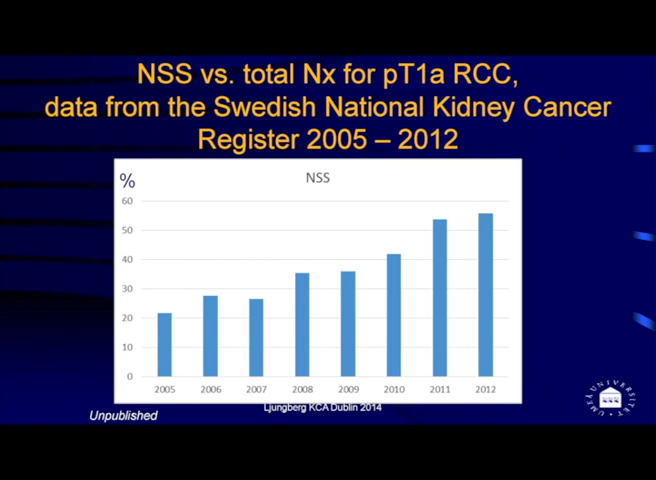 NSS vs. total Nx for pT1a RCC,
data from the Swedish National Kidney Cancer
Register 2005 – 2012
%
NSS
60
50
40
30
20
10
0
2005 2006 2007 2008 2009 2010 2011 2012
Ljungberg KCA Dublin 2014
Unpublished
UMEÅ UNIVERSITET